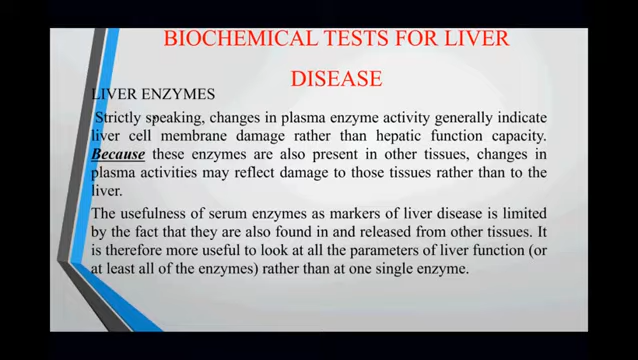 BIOCHEMICAL TESTS FOR LIVER
DISEASE
LIVER ENZYMES
Strictly speaking, changes in plasma enzyme activity generally indicate
liver cell membrane damage rather than hepatic function capacity.
Because these enzymes are also present in other tissues, changes in
plasma activities may reflect damage to those tissues rather than to the
liver.
The usefulness of serum enzymes as markers of liver disease is limited
by the fact that they are also found in and released from other tissues. It
is therefore more useful to look at all the parameters of liver function (or
at least all of the enzymes) rather than at one single enzyme.